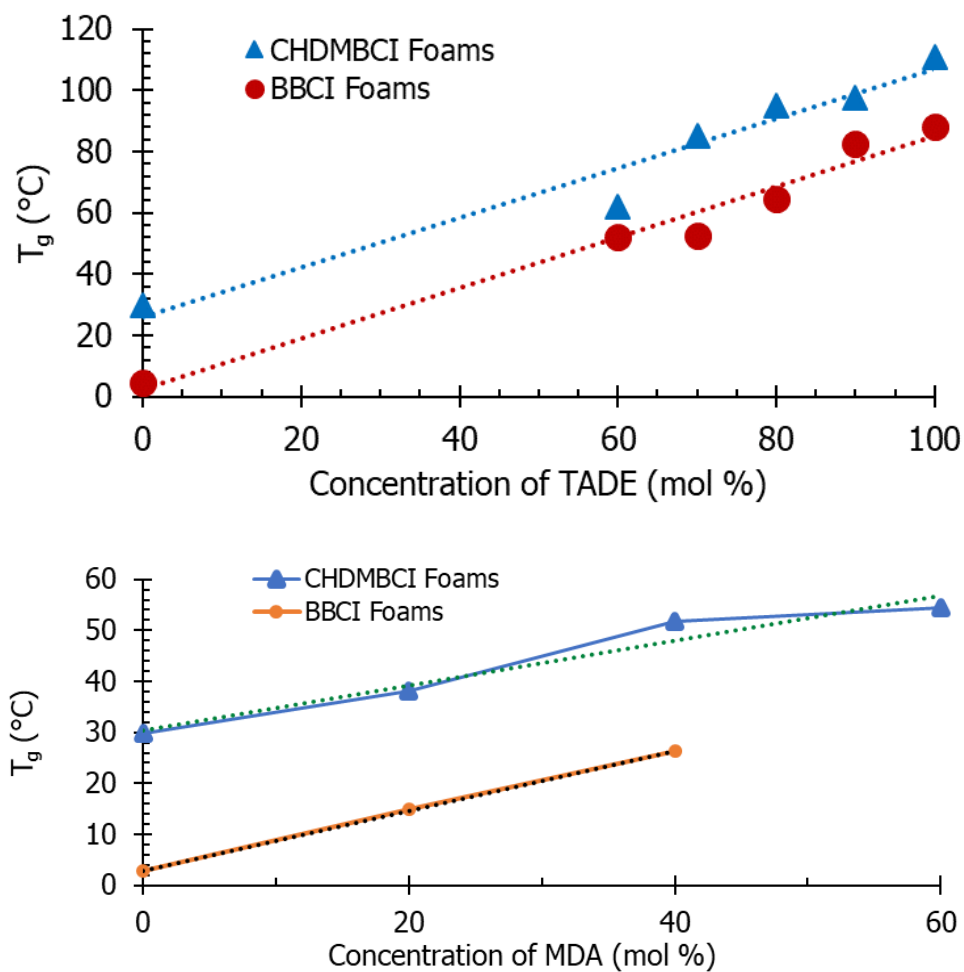 120
100
80
60
40
20
0
T_g (°C)
CHDMBCI Foams
BBCI Foams
0 20 40 60 80 100
Concentration of TADE (mol %)
60
50
40
30
20
10
0
T_g (°C)
CHDMBCI Foams
BBCI Foams
0 20 40 60
Concentration of MDA (mol %)